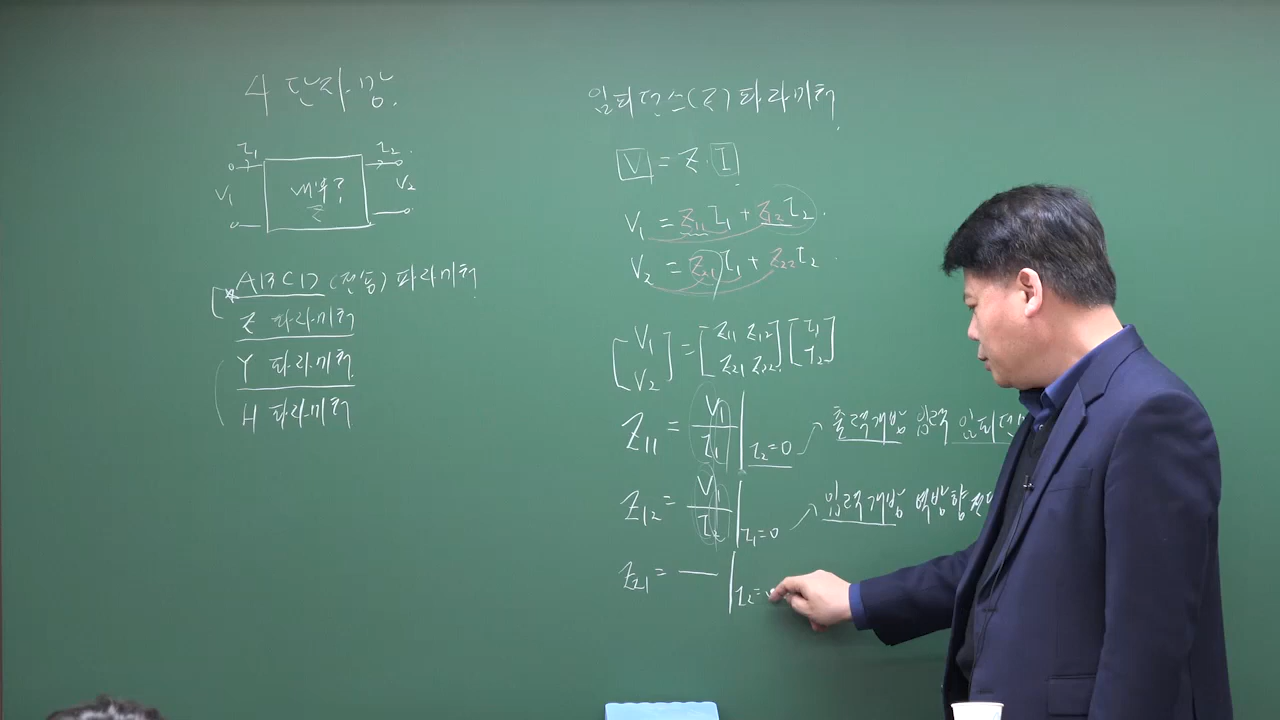 4 단자망.
I₁ I₂
V₁ 내부? V₂
Z
* ABCD (전송) 파라미터
Z 파라미터
Y 파라미터
H 파라미터
임피던스(Z) 파라미터.
V = Z · I
V₁ = Z₁₁ I₁ + Z₁₂ I₂.
V₂ = Z₂₁ I₁ + Z₂₂ I₂.
[V₁ V₂] = [Z₁₁ Z₁₂ Z₂₁ Z₂₂] [I₁ I₂]
Z₁₁ = V₁/I₁ | I₂=0 출력개방 입력 임피던
Z₁₂ = V₁/I₂ | I₁=0 입력개방 역방향 전
Z₂₁ = — | I₂=